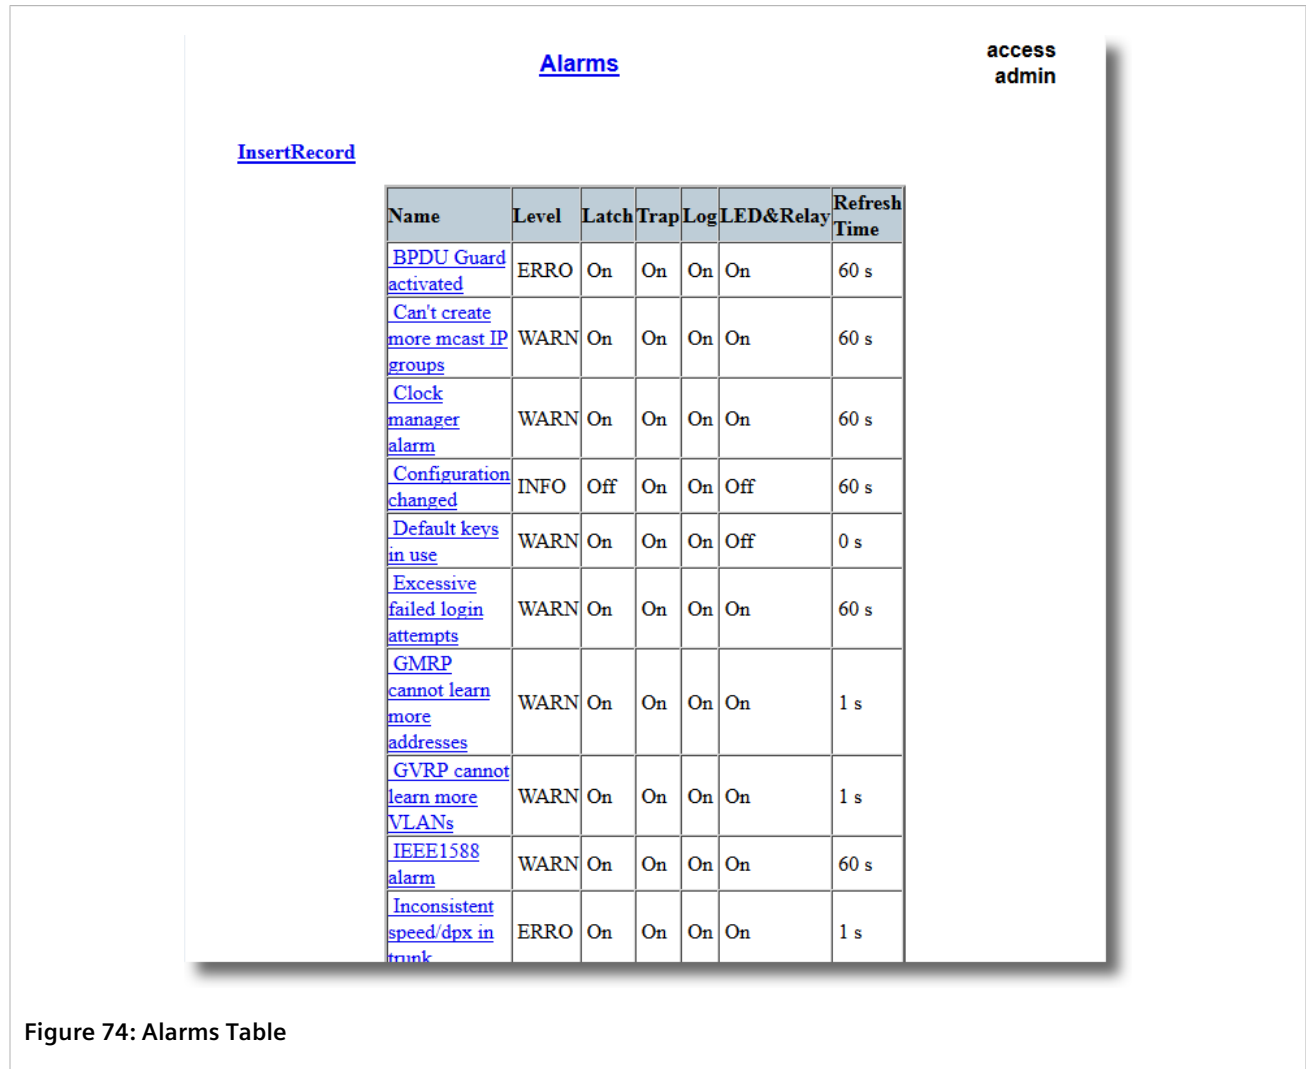 Alarms
access
admin
InsertRecord
Name Level Latch Trap Log LED&Relay Refresh
Time
BPDU Guard
activated ERRO On On On On 60 s
Can't create
more mcast IP
groups WARN On On On On 60 s
Clock
manager
alarm WARN On On On On 60 s
Configuration
changed INFO Off On On Off 60 s
Default keys
in use WARN On On On Off 0 s
Excessive
failed login
attempts WARN On On On On 60 s
GMRP
cannot learn
more
addresses WARN On On On On 1 s
GVRP cannot
learn more
VLANs WARN On On On On 1 s
IEEE1588
alarm WARN On On On On 60 s
Inconsistent
speed/dpx in
trunk ERRO On On On On 1 s
Figure 74: Alarms Table